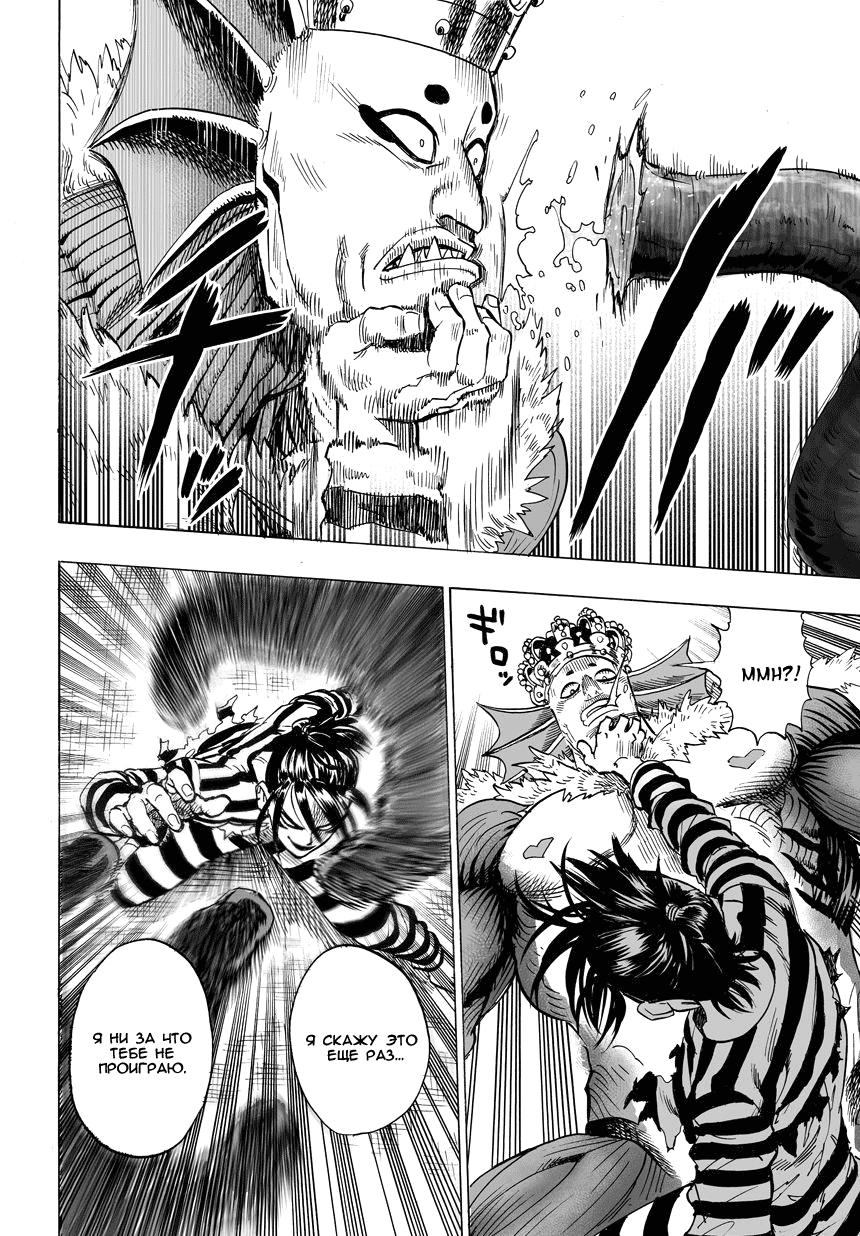 ギロッ
ММН?!
Я СКАЖУ ЭТО
ЕЩЕ РАЗ...
Я НИ ЗА ЧТО
ТЕБЕ НЕ
ПРОИГРАЮ.